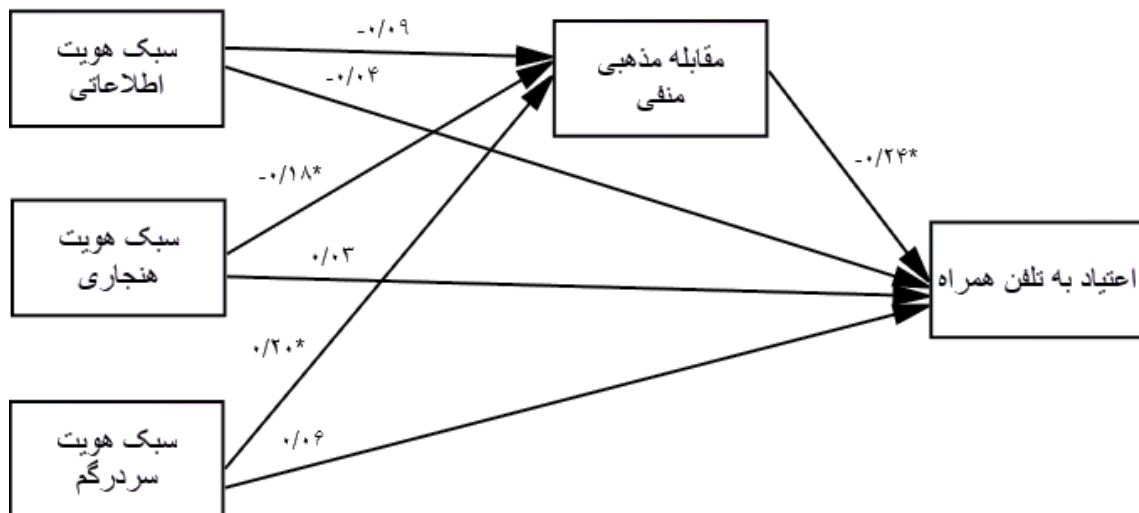 سبک هویت
اطلاعاتی
-۰/۰۹
-۰/۰۴
مقابله مذهبی
منفی
-۰/۱۸*
-۰/۲۴*
سبک هویت
هنجاری
۰/۰۳
اعتیاد به تلفن همراه
۰/۲۰*
سبک هویت
سردرگم
۰/۰۶